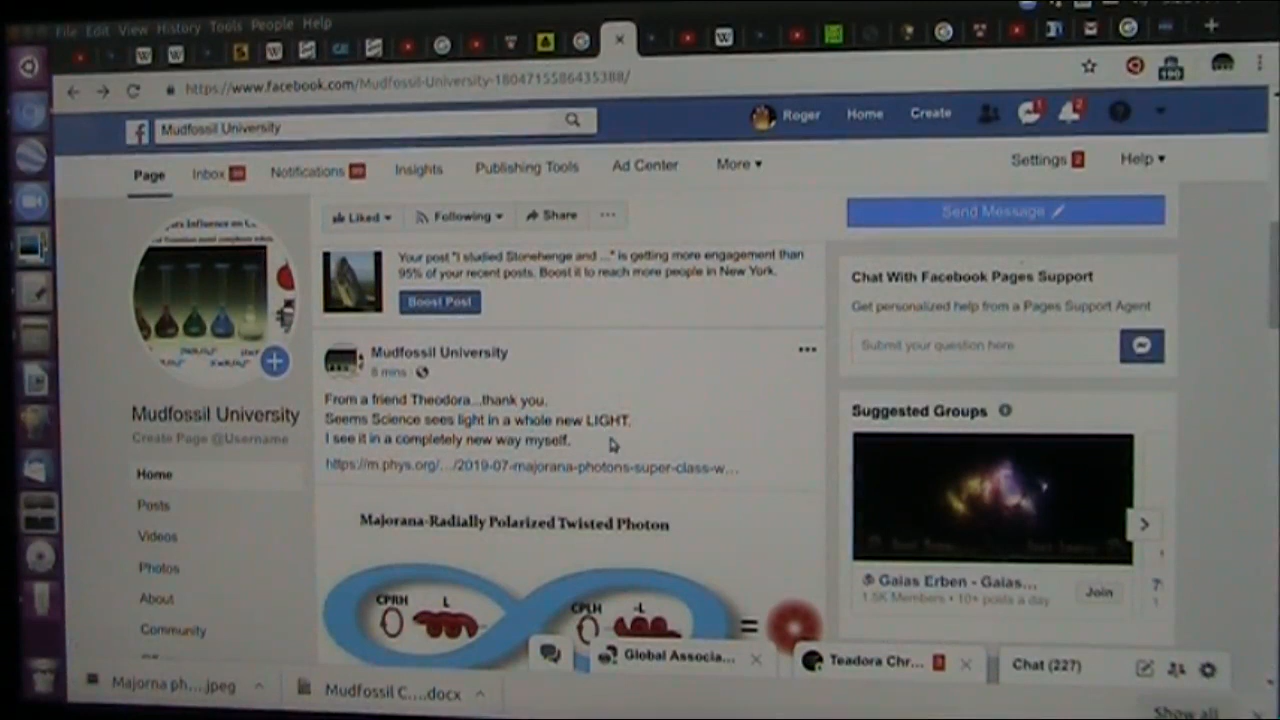 File Edit View History Tools People Help
https://www.facebook.com/Mudfossil-University-1804715586435388/
190
Mudfossil University
Roger
Home
Create
1
2
Page
Inbox
Notifications
Insights
Publishing Tools
Ad Center
More
Settings 2
Help
Liked
Following
Share
...
Send Message
Your post "I studied Stonehenge and ..." is getting more engagement than
95% of your recent posts. Boost it to reach more people in New York.
Boost Post
Chat With Facebook Pages Support
Get personalized help from a Pages Support Agent
Submit your question here
Mudfossil University
Create Page @Username
Home
Posts
Videos
Photos
About
Community
Mudfossil University
8 mins
From a friend Theodora...thank you.
Seems Science sees light in a whole new LIGHT.
I see it in a completely new way myself.
https://m.phys.org/.../2019-07-majorana-photons-super-class-w...
Majorana-Radially Polarized Twisted Photon
CPRH L CPLH -L =
Suggested Groups
Gaias Erben - Gaias...
1.5K Members • 10+ posts a day
Join
Global Associa...
Teadora Chr...
Chat (227)
Majorna ph....jpeg
Mudfossil C....docx
Show all